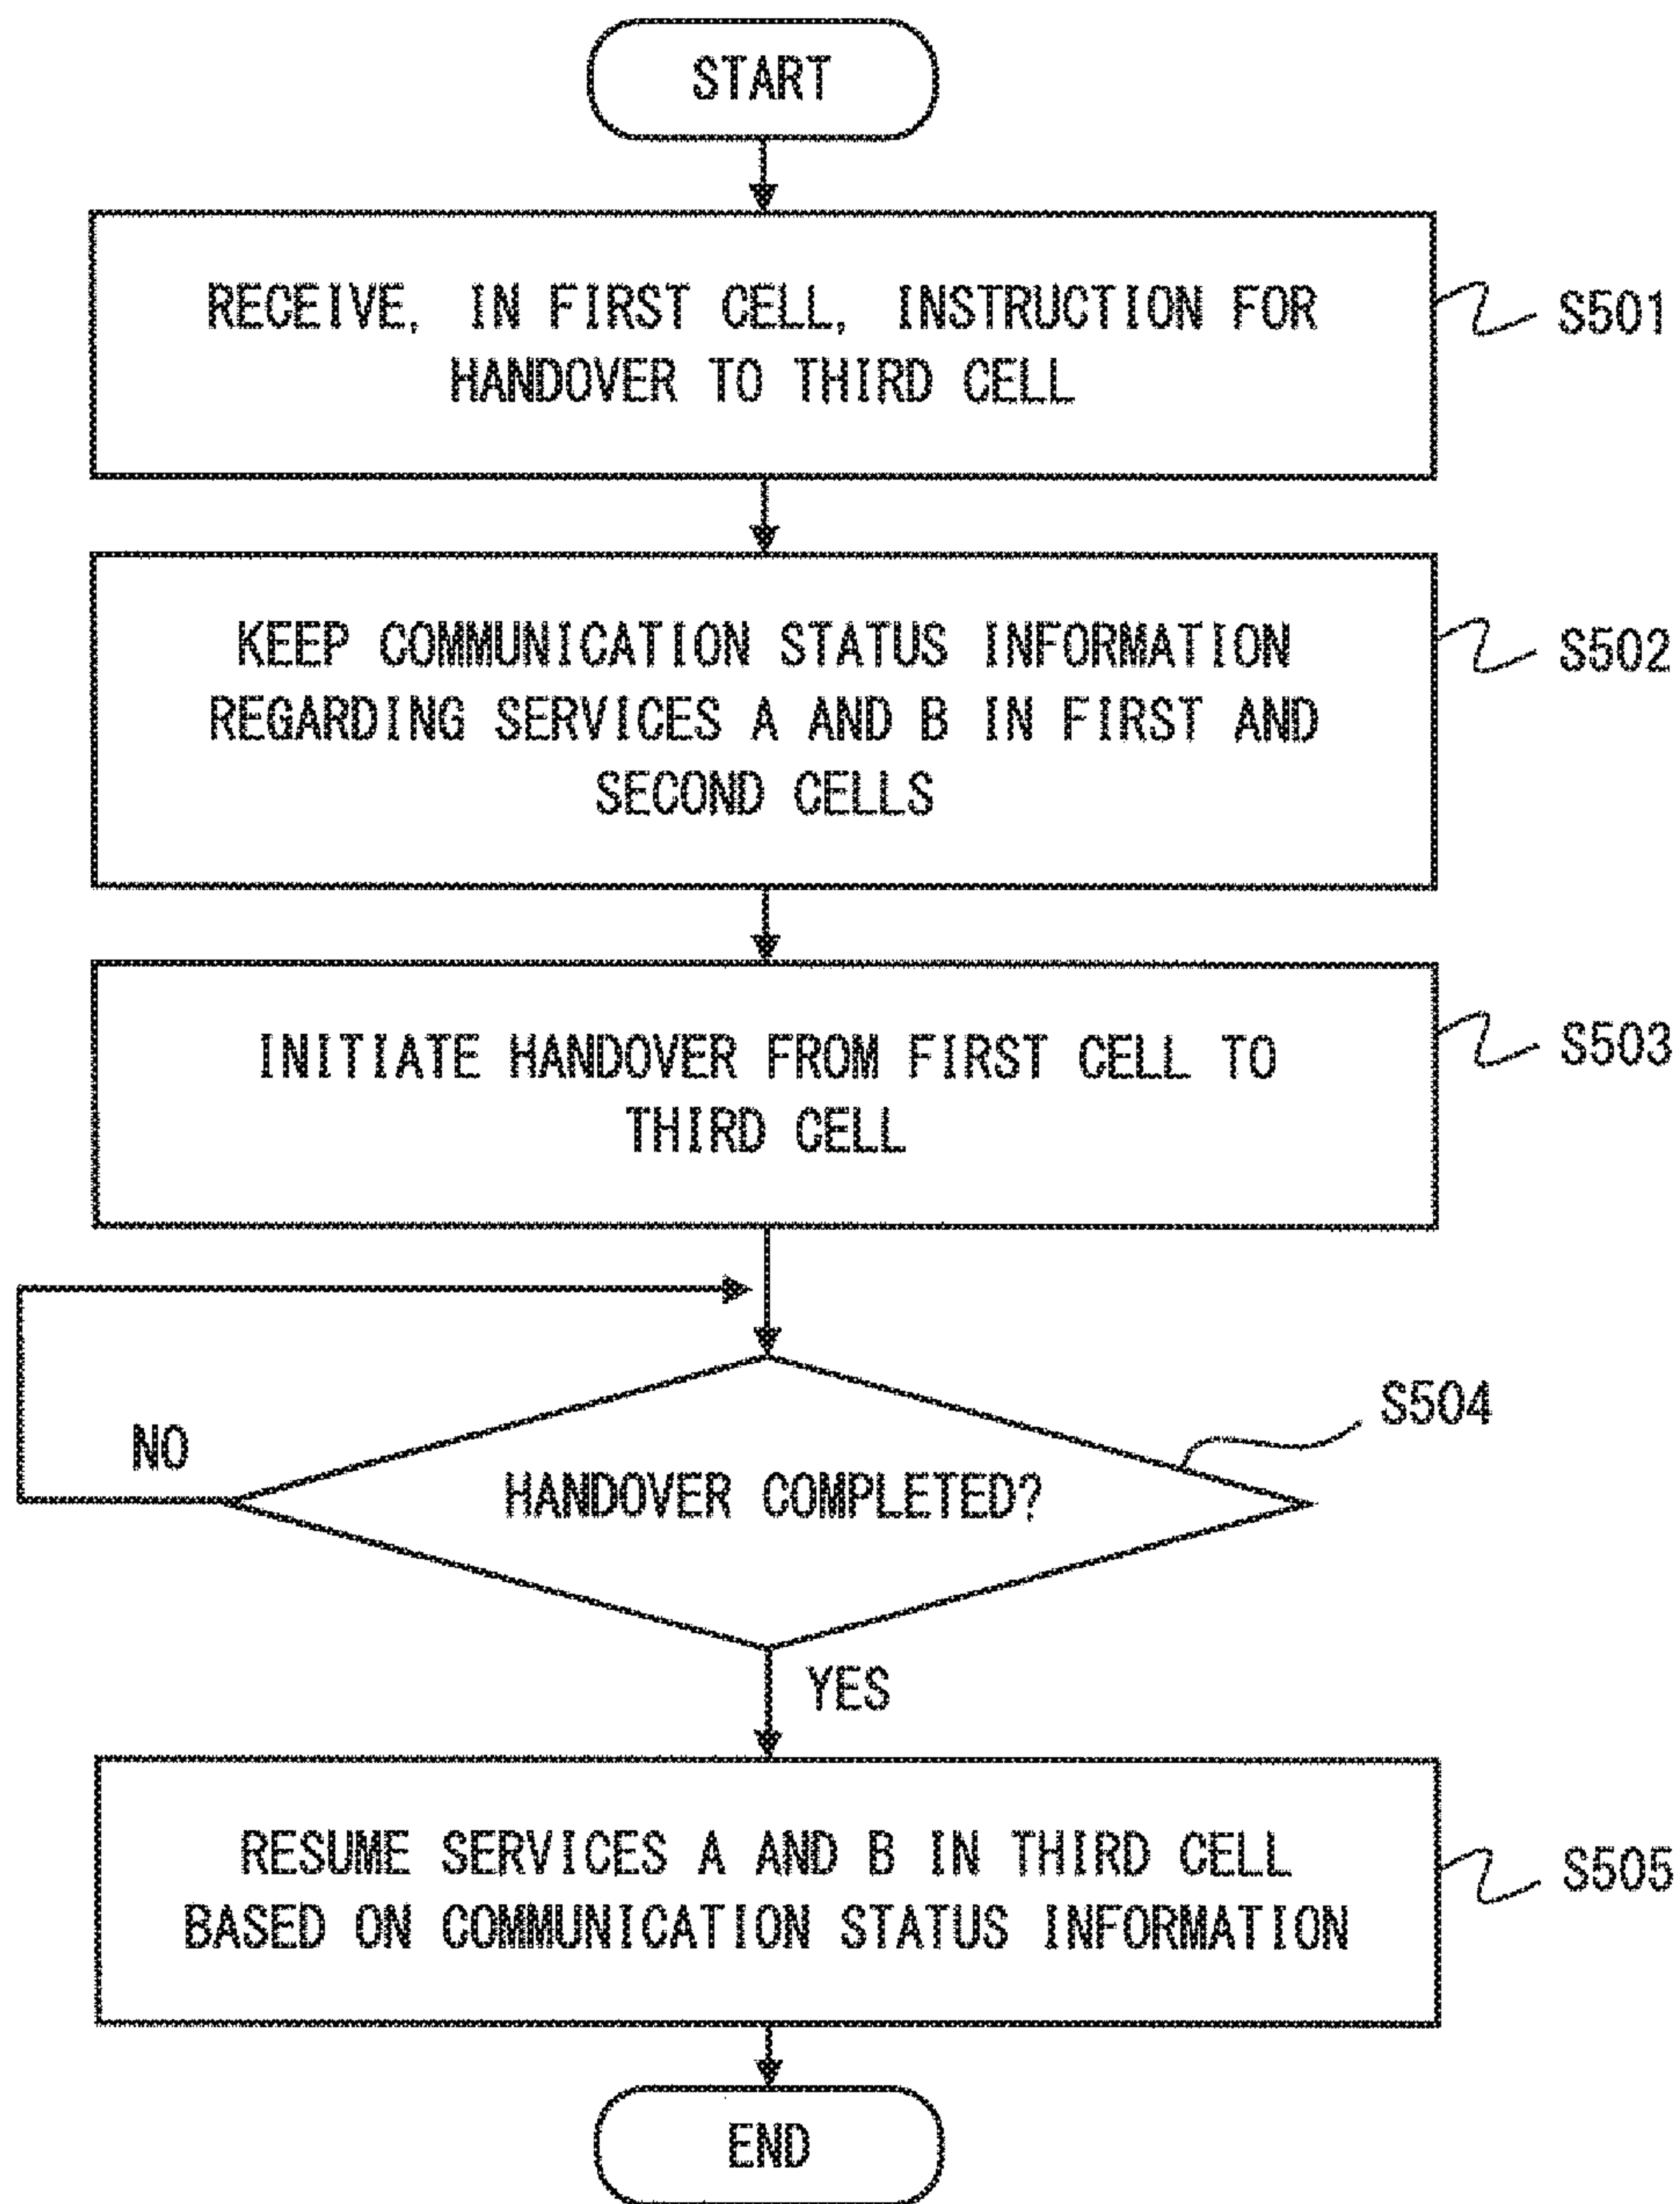 START
RECEIVE, IN FIRST CELL, INSTRUCTION FOR
HANDOVER TO THIRD CELL
S501
KEEP COMMUNICATION STATUS INFORMATION
REGARDING SERVICES A AND B IN FIRST AND
SECOND CELLS
S502
INITIATE HANDOVER FROM FIRST CELL TO
THIRD CELL
S503
S504
NO
HANDOVER COMPLETED?
YES
RESUME SERVICES A AND B IN THIRD CELL
BASED ON COMMUNICATION STATUS INFORMATION
S505
END